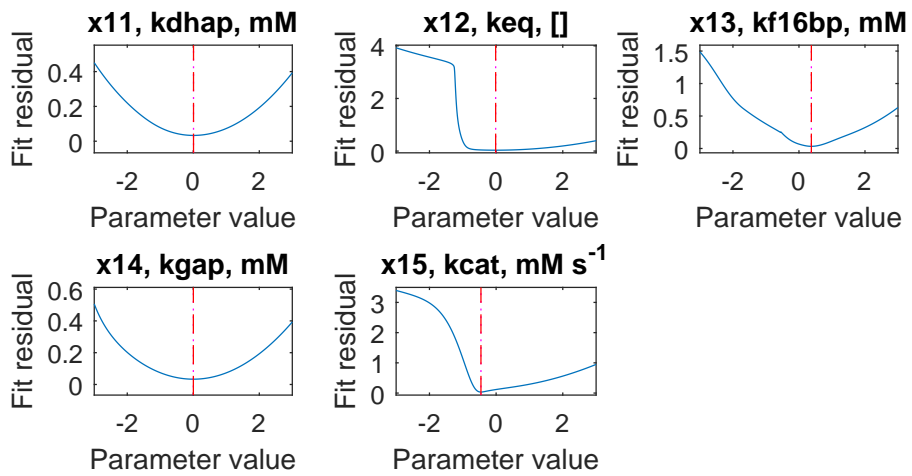 x11, kdhap, mM
Fit residual
0.4
0.2
0
-2
0
2
Parameter value
x12, keq, []
Fit residual
4
2
0
-2
0
2
Parameter value
x13, kf16bp, mM
Fit residual
1.5
1
0.5
0
-2
0
2
Parameter value
x14, kgap, mM
Fit residual
0.6
0.4
0.2
0
-2
0
2
Parameter value
x15, kcat, mM s⁻¹
Fit residual
3
2
1
0
-2
0
2
Parameter value